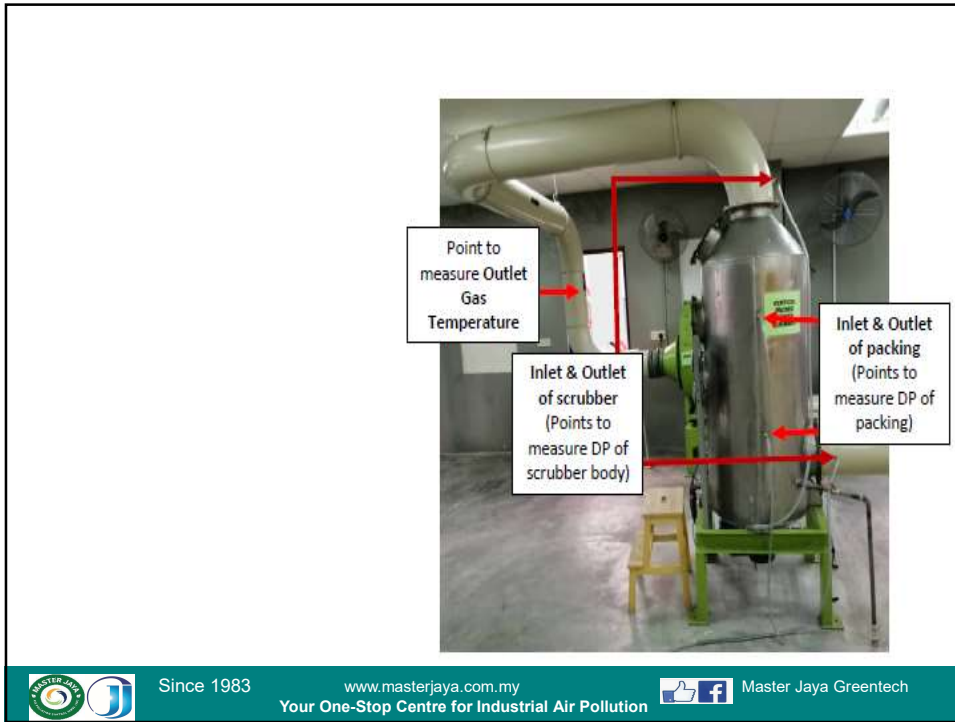 Point to
measure Outlet
Gas
Temperature
Inlet & Outlet
of scrubber
(Points to
measure DP of
scrubber body)
Inlet & Outlet
of packing
(Points to
measure DP of
packing)
MASTER JAYA
Since 1983
www.masterjaya.com.my
Your One-Stop Centre for Industrial Air Pollution
Master Jaya Greentech